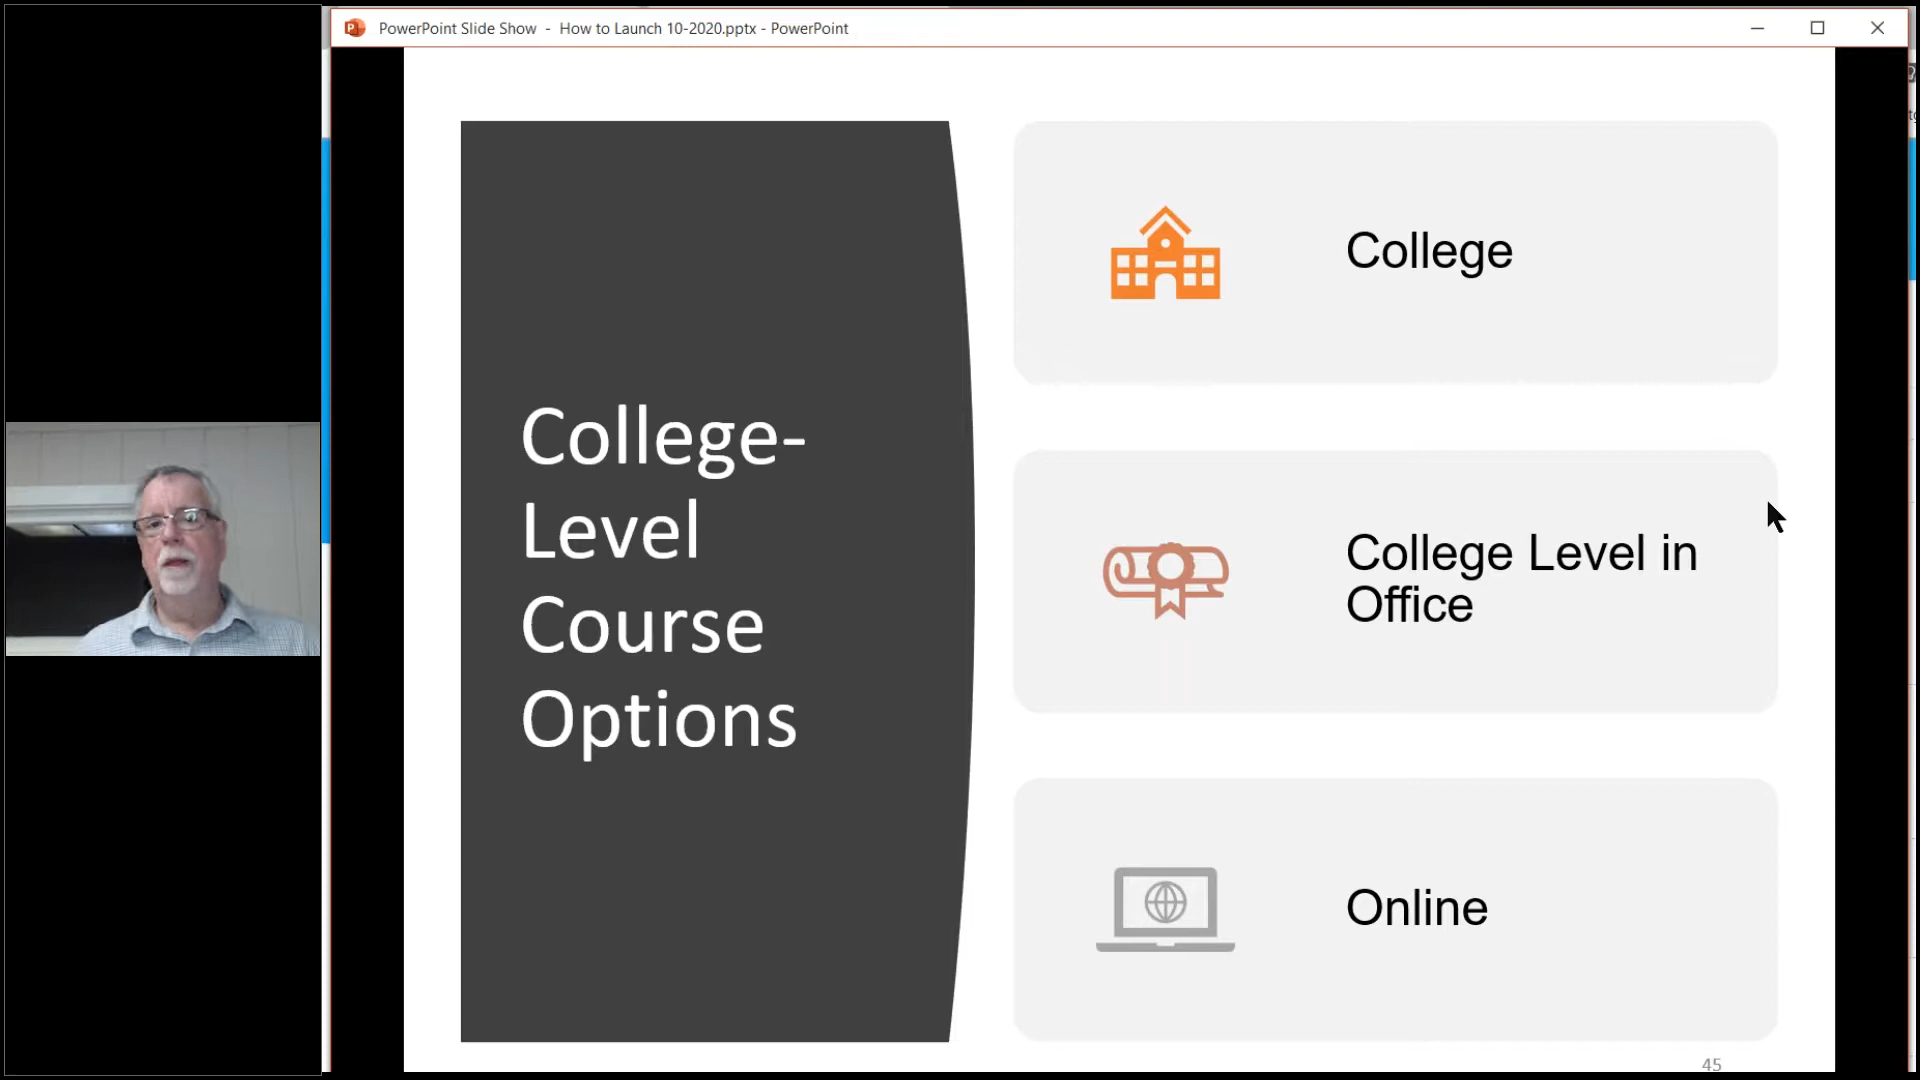 PowerPoint Slide Show - How to Launch 10-2020.pptx - PowerPoint
College-
Level
Course
Options
College
College Level in
Office
Online
45